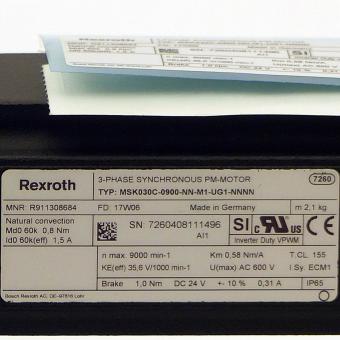 Rexroth
3-PHASE SYNCHRONOUS PM-MOTOR
TYP: MSK030C-0900-NN-M1-UG1-NNNN
7260
MNR: R911308684
FD: 17W06
Made in Germany
m 2,1 kg
Natural convection
Md0 60k 0,8 Nm
Id0 60k(eff) 1,5 A
SN: 7260408111496
AI1
SI
c UL US
Inverter Duty VPWM
n max. 9000 min-1
Km 0,58 Nm/A
T.CL. 155
KE(eff) 35,6 V/1000 min-1
U(max) AC 600 V
I Sy. ECM1
Brake 1,0 Nm DC 24 V +- 10 % 0,31 A
IP65
Bosch Rexroth AG, DE-97816 Lohr